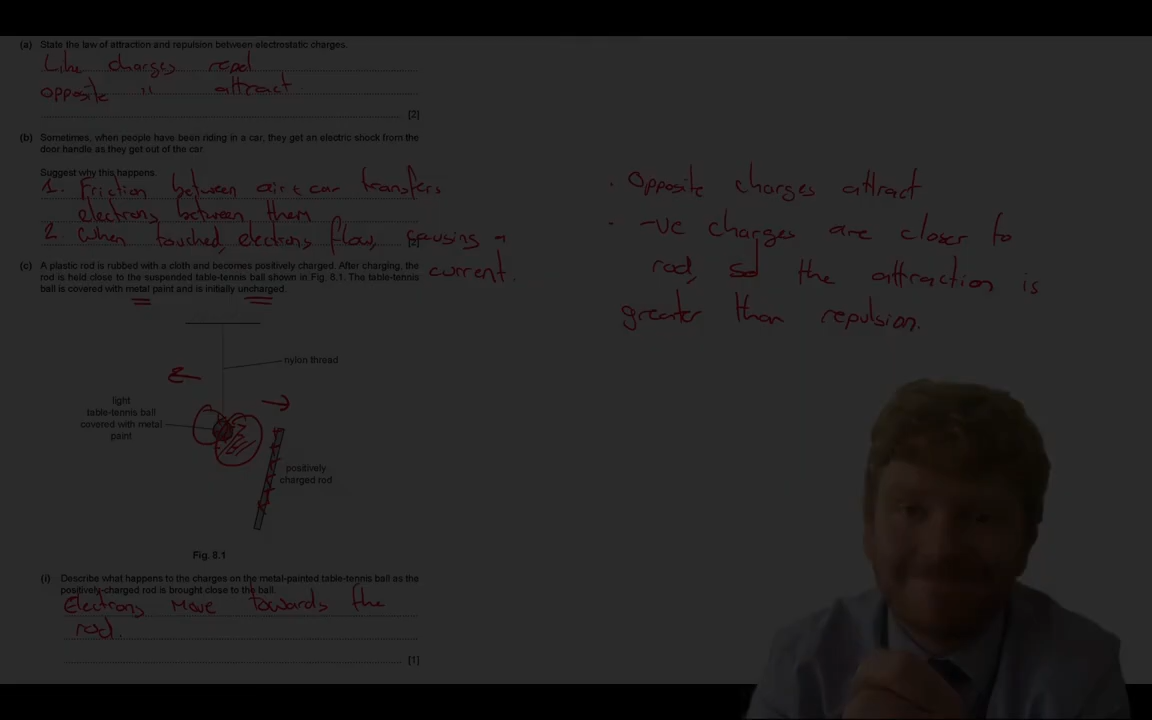 (a) State the law of attraction and repulsion between electrostatic charges.
Like charges repel
opposite " attract
[2]
(b) Sometimes, when people have been riding in a car, they get an electric shock from the
door handle as they get out of the car.
Suggest why this happens.
1. Friction between air & car transfers
electrons between them
2. When touched, electrons flow, causing a
current.
[2]
(c) A plastic rod is rubbed with a cloth and becomes positively charged. After charging, the
rod is held close to the suspended table-tennis ball shown in Fig. 8.1. The table-tennis
ball is covered with metal paint and is initially uncharged.
nylon thread
light
table-tennis ball
covered with metal
paint
positively
charged rod
Fig. 8.1
(i) Describe what happens to the charges on the metal-painted table-tennis ball as the
positively-charged rod is brought close to the ball.
Electrons move towards the
rod.
[1]
· Opposite charges attract
· -ve charges are closer to
rod, so the attraction is
greater than repulsion.